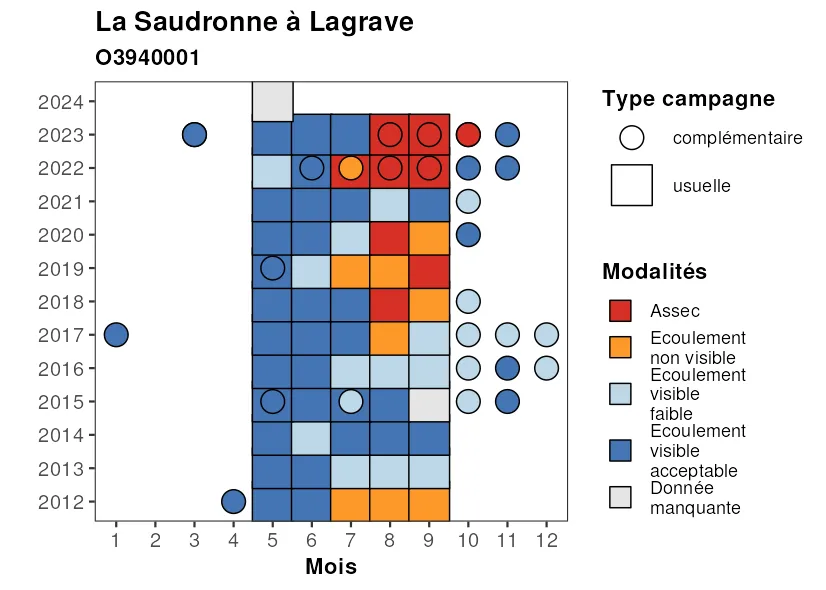 La Saudronne à Lagrave
O3940001
2024
2023
2022
2021
2020
2019
2018
2017
2016
2015
2014
2013
2012
1 2 3 4 5 6 7 8 9 10 11 12
Mois
Type campagne
complémentaire
usuelle
Modalités
Assec
Ecoulement
non visible
Ecoulement
visible
faible
Ecoulement
visible
acceptable
Donnée
manquante